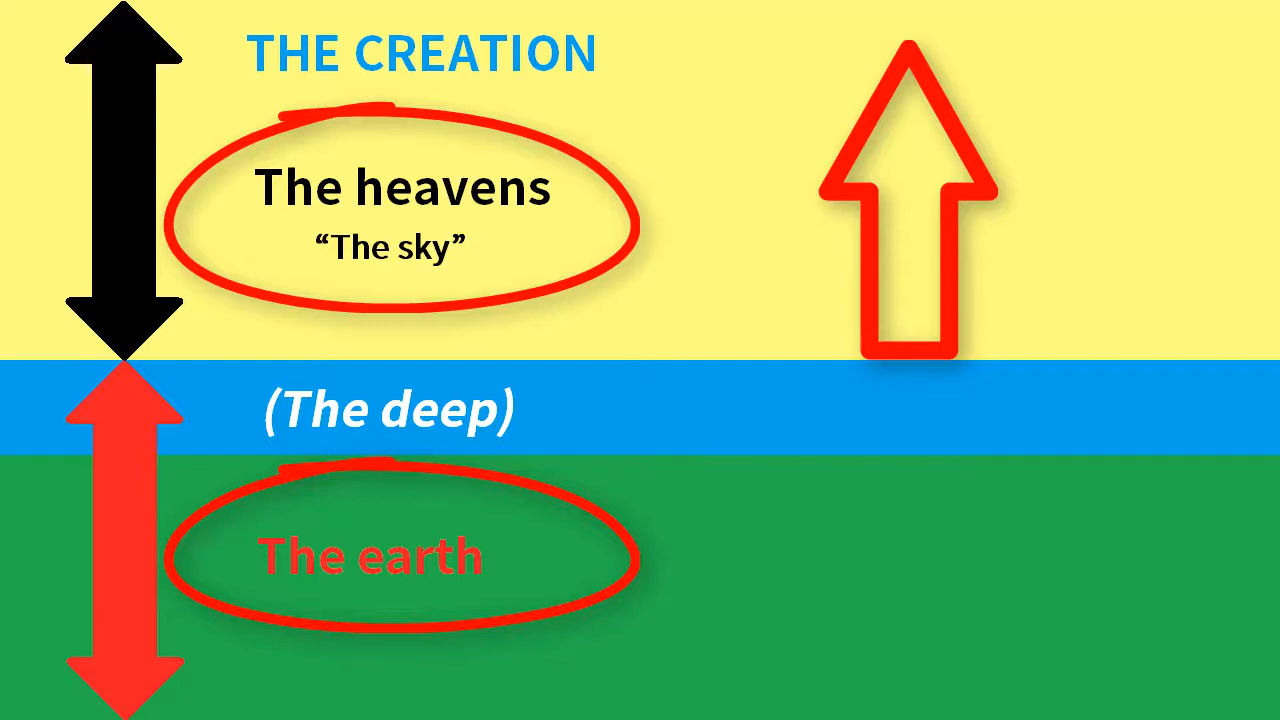 THE CREATION
The heavens
“The sky”
(The deep)
The earth